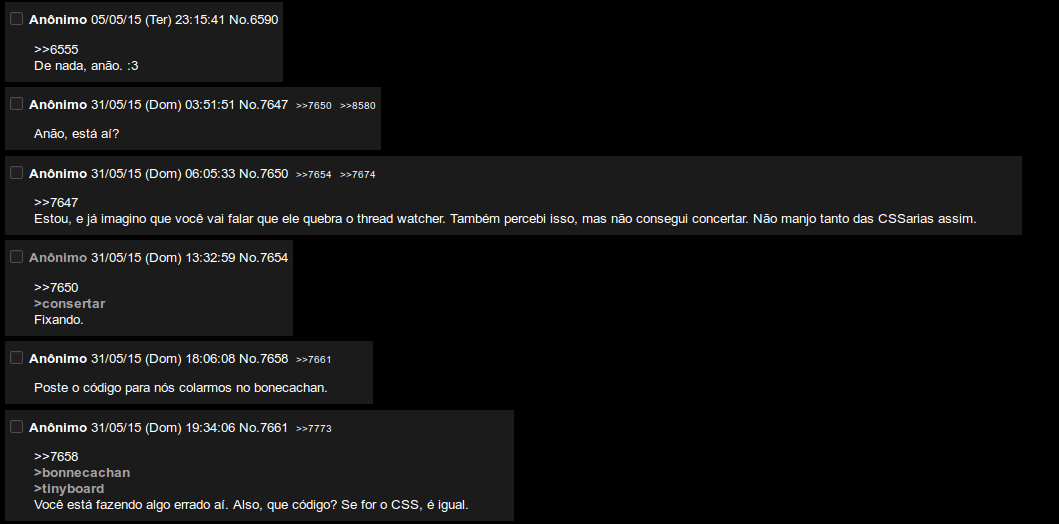 Anônimo 05/05/15 (Ter) 23:15:41 No.6590
>>6555
De nada, anão. :3
Anônimo 31/05/15 (Dom) 03:51:51 No.7647 >>7650 >>8580
Anão, está aí?
Anônimo 31/05/15 (Dom) 06:05:33 No.7650 >>7654 >>7674
>>7647
Estou, e já imagino que você vai falar que ele quebra o thread watcher. Também percebi isso, mas não consegui concertar. Não manjo tanto das CSSarias assim.
Anônimo 31/05/15 (Dom) 13:32:59 No.7654
>>7650
>consertar
Fixando.
Anônimo 31/05/15 (Dom) 18:06:08 No.7658 >>7661
Poste o código para nós colarmos no bonecachan.
Anônimo 31/05/15 (Dom) 19:34:06 No.7661 >>7773
>>7658
>bonnecachan
>tinyboard
Você está fazendo algo errado aí. Also, que código? Se for o CSS, é igual.